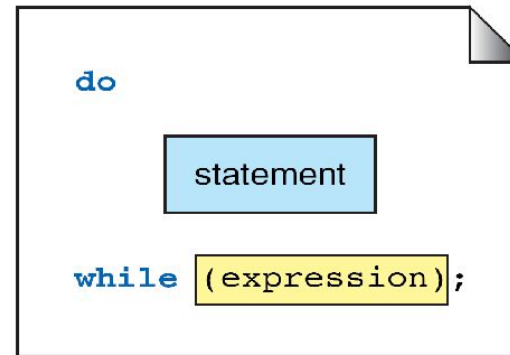 do
statement
while (expression);